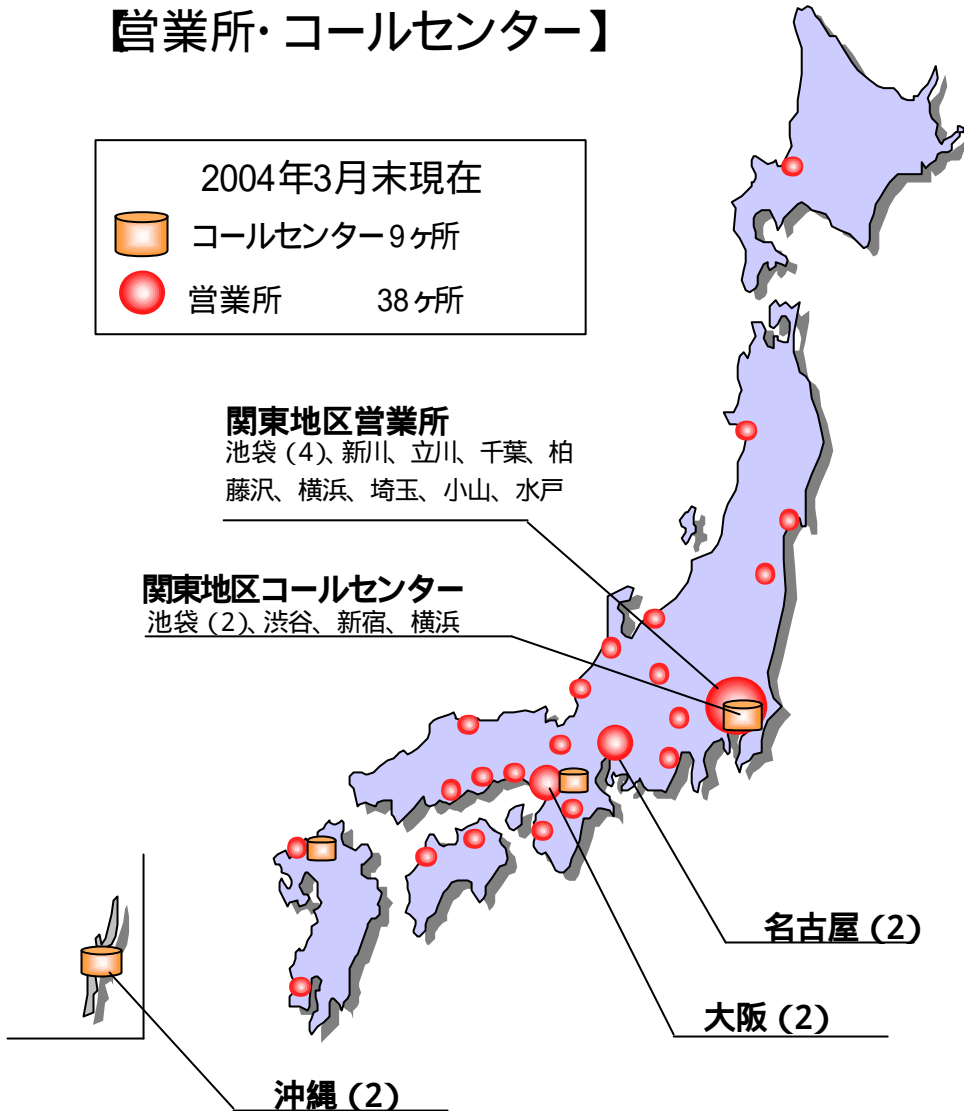 【営業所・コールセンター】
2004年3月末現在
コールセンター 9ヶ所
営業所 38ヶ所
関東地区営業所
池袋 (4)、新川、立川、千葉、柏
藤沢、横浜、埼玉、小山、水戸
関東地区コールセンター
池袋 (2)、渋谷、新宿、横浜
名古屋 (2)
大阪 (2)
沖縄 (2)